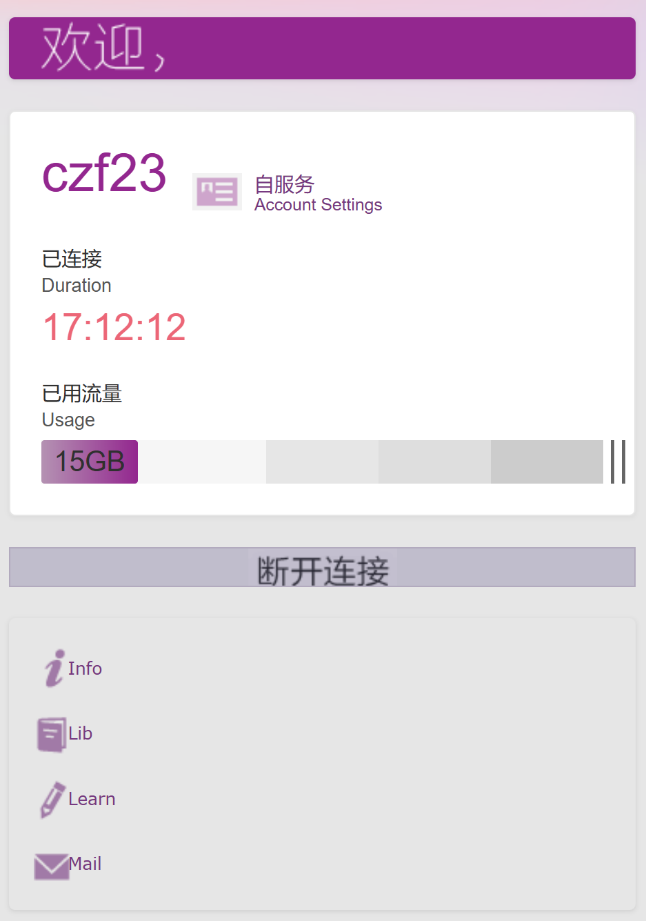 欢迎，
czf23
自服务
Account Settings
已连接
Duration
17:12:12
已用流量
Usage
15GB
断开连接
Info
Lib
Learn
Mail